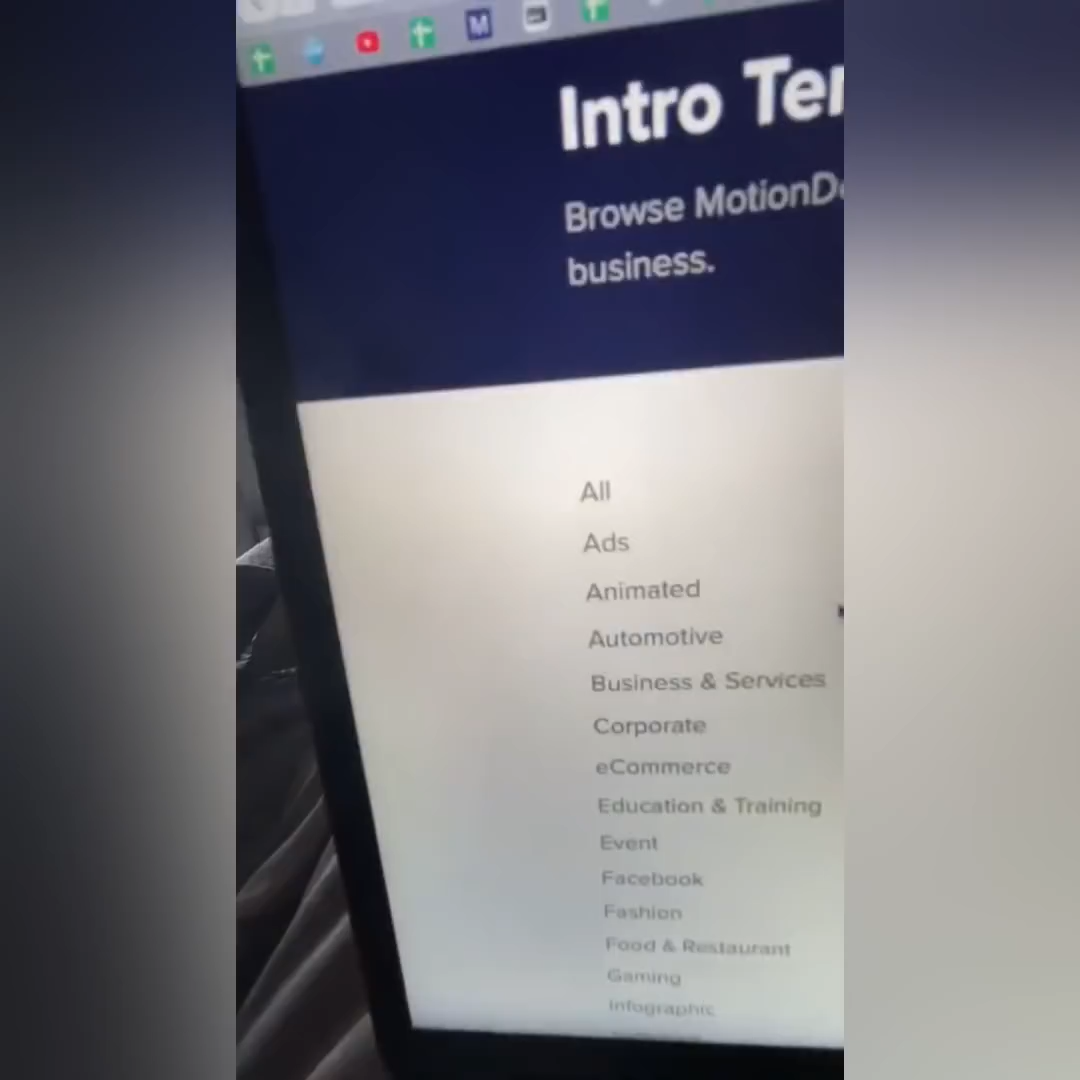 M
Intro Ter
Browse MotionD
business.
All
Ads
Animated
Automotive
Business & Services
Corporate
eCommerce
Education & Training
Event
Facebook
Fashion
Food & Restaurant
Gaming
Infographic